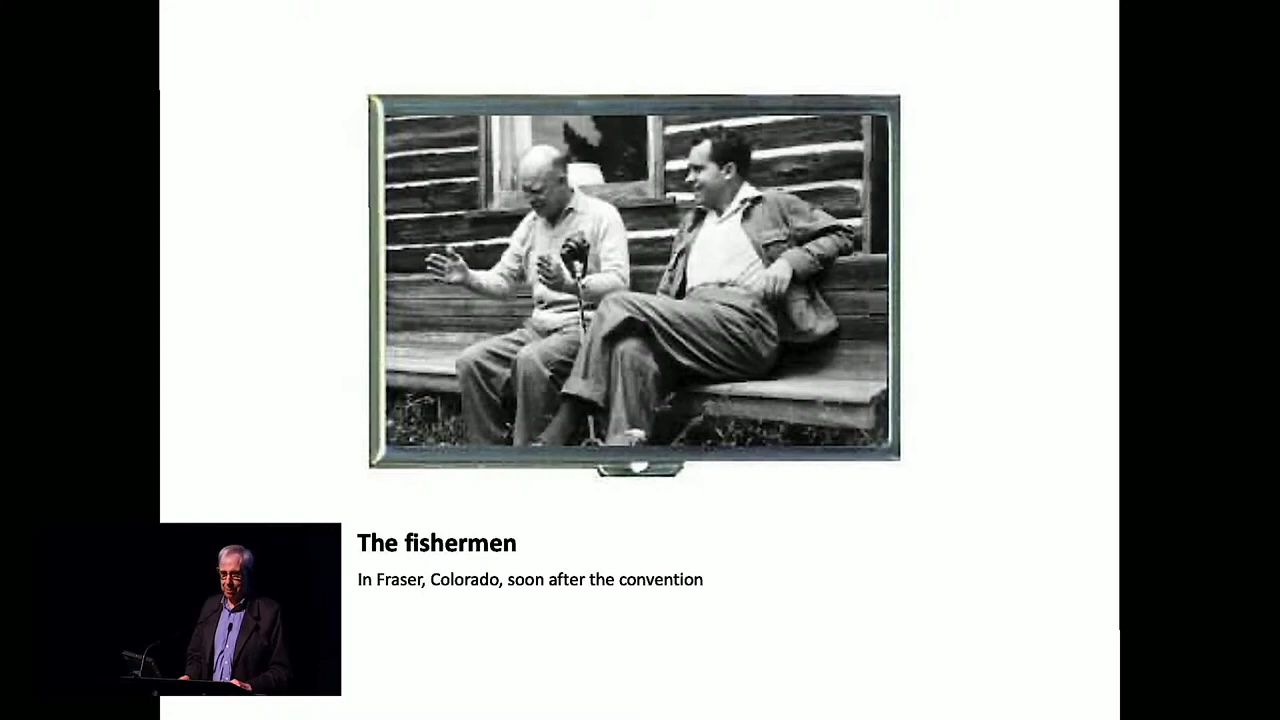 The fishermen
In Fraser, Colorado, soon after the convention